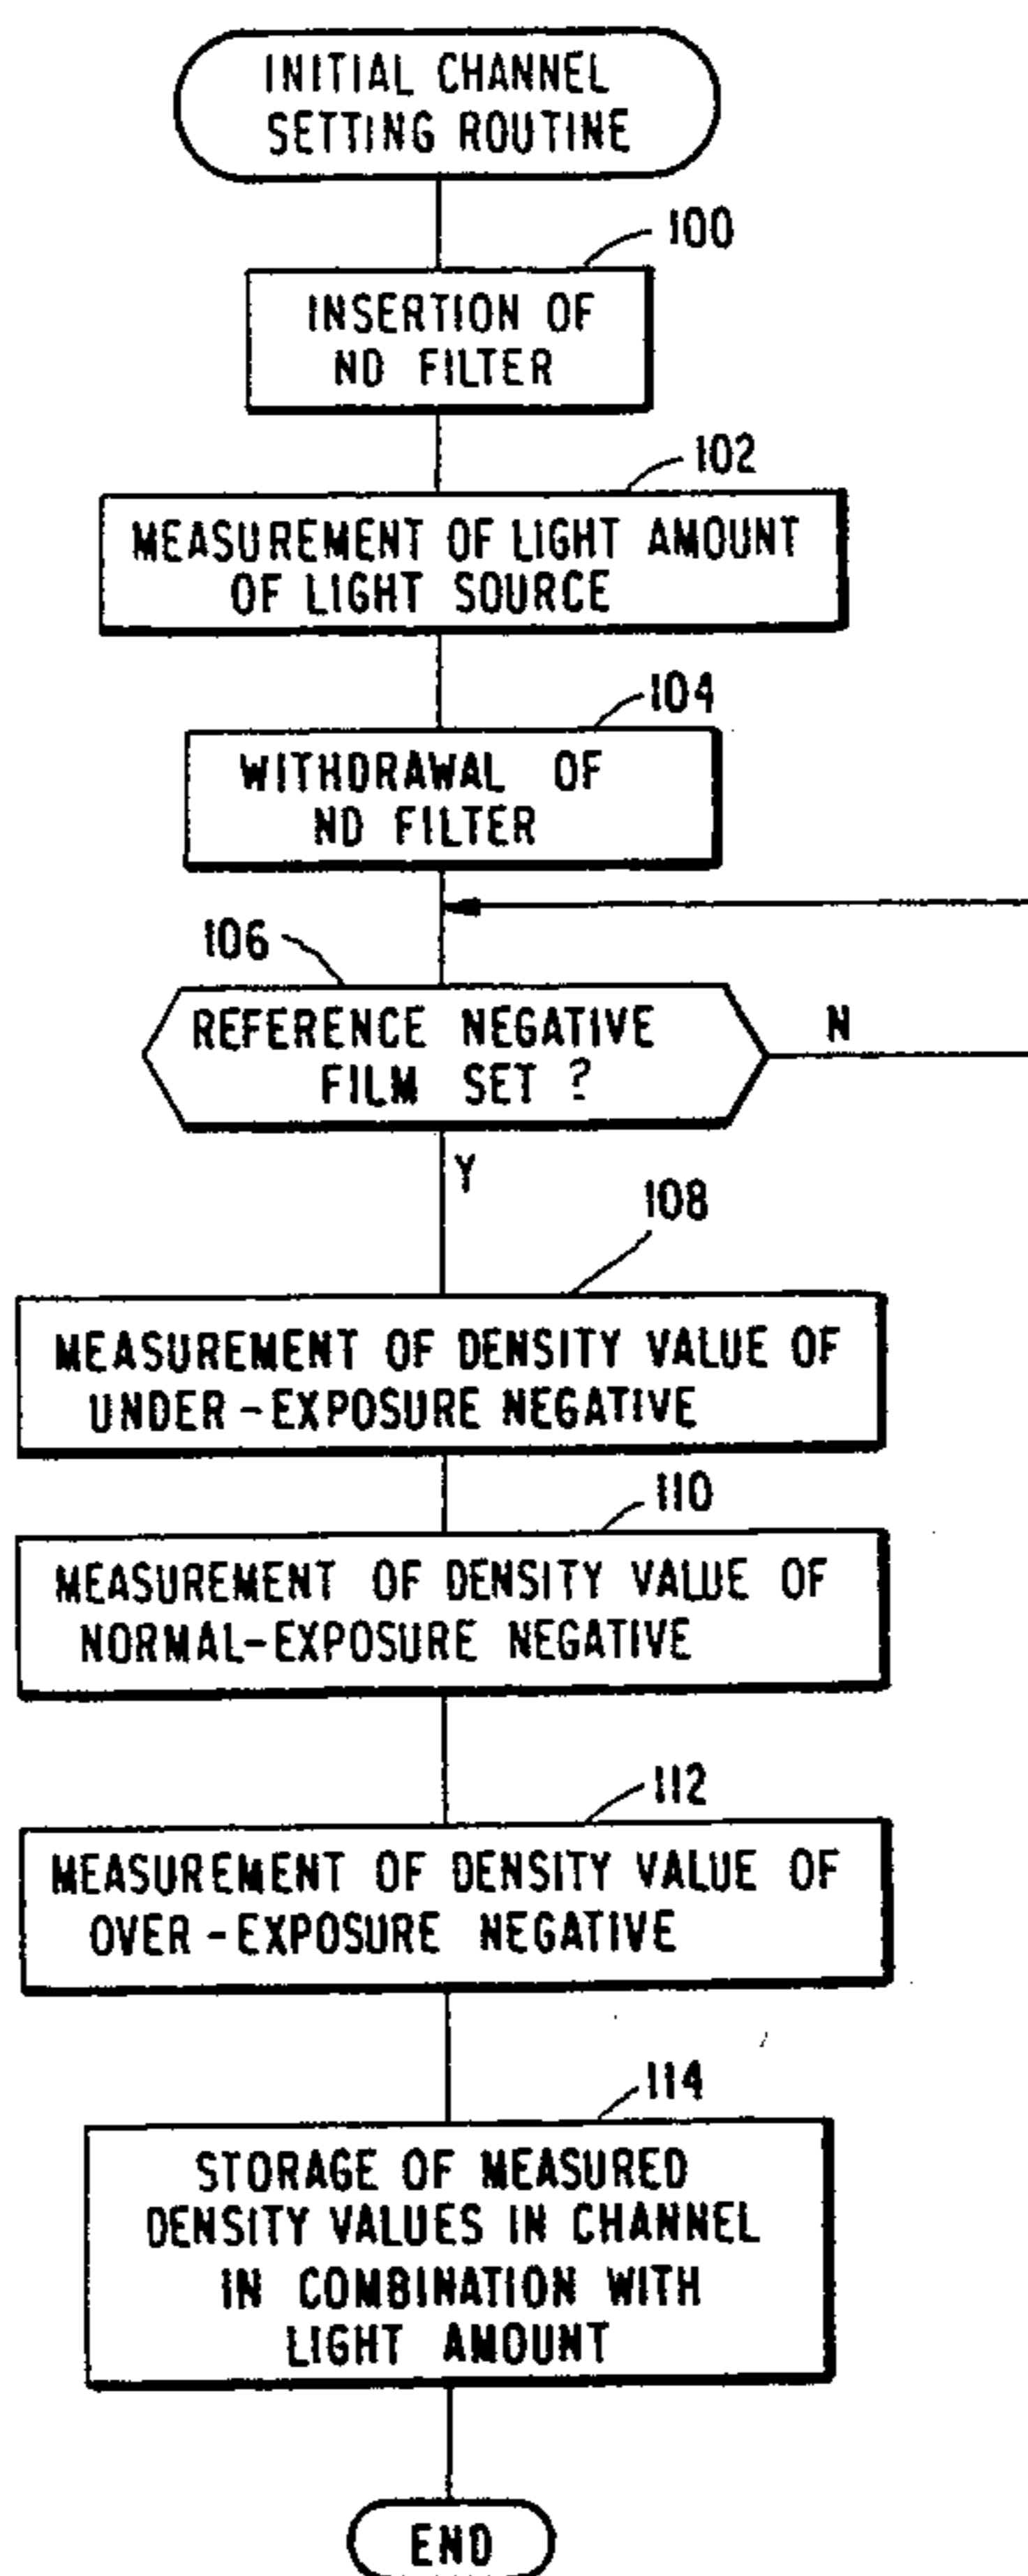 INITIAL CHANNEL
SETTING ROUTINE
100
INSERTION OF
ND FILTER
102
MEASUREMENT OF LIGHT AMOUNT
OF LIGHT SOURCE
104
WITHDRAWAL OF
ND FILTER
106
REFERENCE NEGATIVE
FILM SET ?
N
Y
108
MEASUREMENT OF DENSITY VALUE OF
UNDER-EXPOSURE NEGATIVE
110
MEASUREMENT OF DENSITY VALUE OF
NORMAL-EXPOSURE NEGATIVE
112
MEASUREMENT OF DENSITY VALUE OF
OVER-EXPOSURE NEGATIVE
114
STORAGE OF MEASURED
DENSITY VALUES IN CHANNEL
IN COMBINATION WITH
LIGHT AMOUNT
END